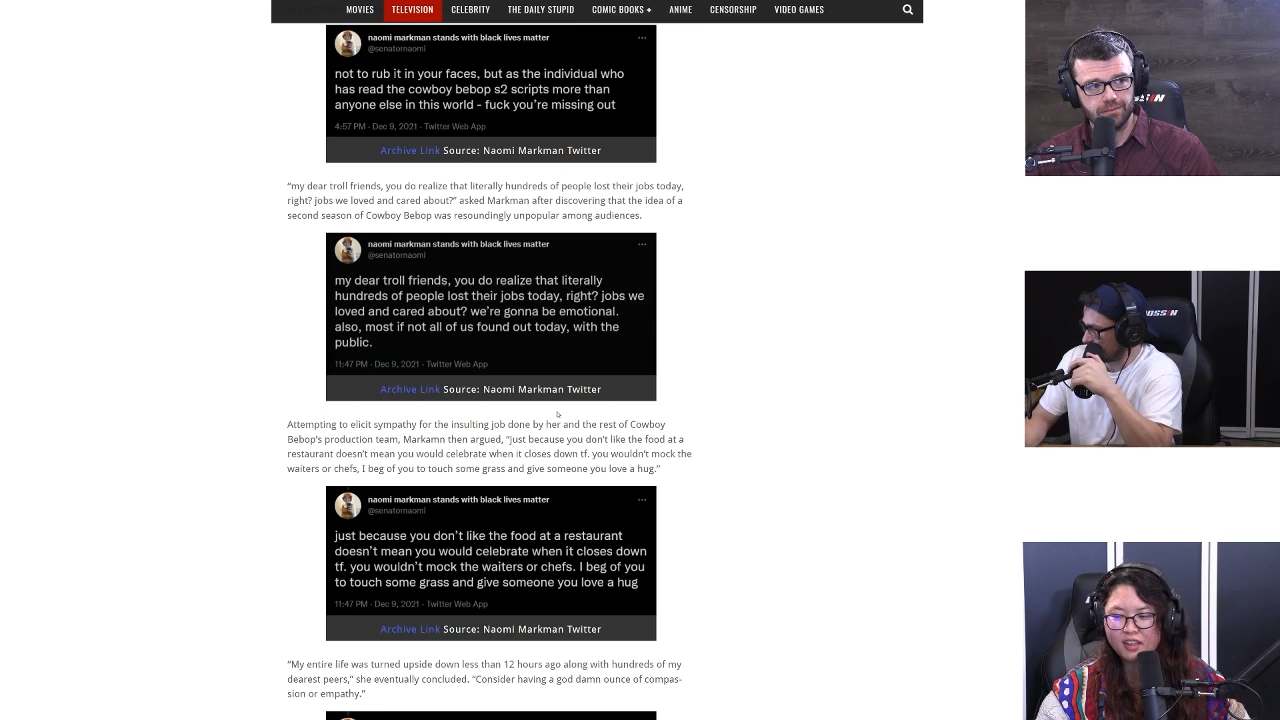 MOVIES TELEVISION CELEBRITY THE DAILY STUPID COMIC BOOKS + ANIME CENSORSHIP VIDEO GAMES
naomi markman stands with black lives matter
@senatornaomi
not to rub it in your faces, but as the individual who
has read the cowboy bebop s2 scripts more than
anyone else in this world - fuck you're missing out
4:57 PM · Dec 9, 2021 · Twitter Web App
Archive Link Source: Naomi Markman Twitter
“my dear troll friends, you do realize that literally hundreds of people lost their jobs today,
right? jobs we loved and cared about?” asked Markman after discovering that the idea of a
second season of Cowboy Bebop was resoundingly unpopular among audiences.
naomi markman stands with black lives matter
@senatornaomi
my dear troll friends, you do realize that literally
hundreds of people lost their jobs today, right? jobs we
loved and cared about? we're gonna be emotional.
also, most if not all of us found out today, with the
public.
11:47 PM · Dec 9, 2021 · Twitter Web App
Archive Link Source: Naomi Markman Twitter
Attempting to elicit sympathy for the insulting job done by her and the rest of Cowboy
Bebop's production team, Markamn then argued, “just because you don't like the food at a
restaurant doesn't mean you would celebrate when it closes down tf. you wouldn't mock the
waiters or chefs, I beg of you to touch some grass and give someone you love a hug.”
naomi markman stands with black lives matter
@senatornaomi
just because you don't like the food at a restaurant
doesn't mean you would celebrate when it closes down
tf. you wouldn't mock the waiters or chefs. I beg of you
to touch some grass and give someone you love a hug
11:47 PM · Dec 9, 2021 · Twitter Web App
Archive Link Source: Naomi Markman Twitter
“My entire life was turned upside down less than 12 hours ago along with hundreds of my
dearest peers,” she eventually concluded. “Consider having a god damn ounce of compas-
sion or empathy.”